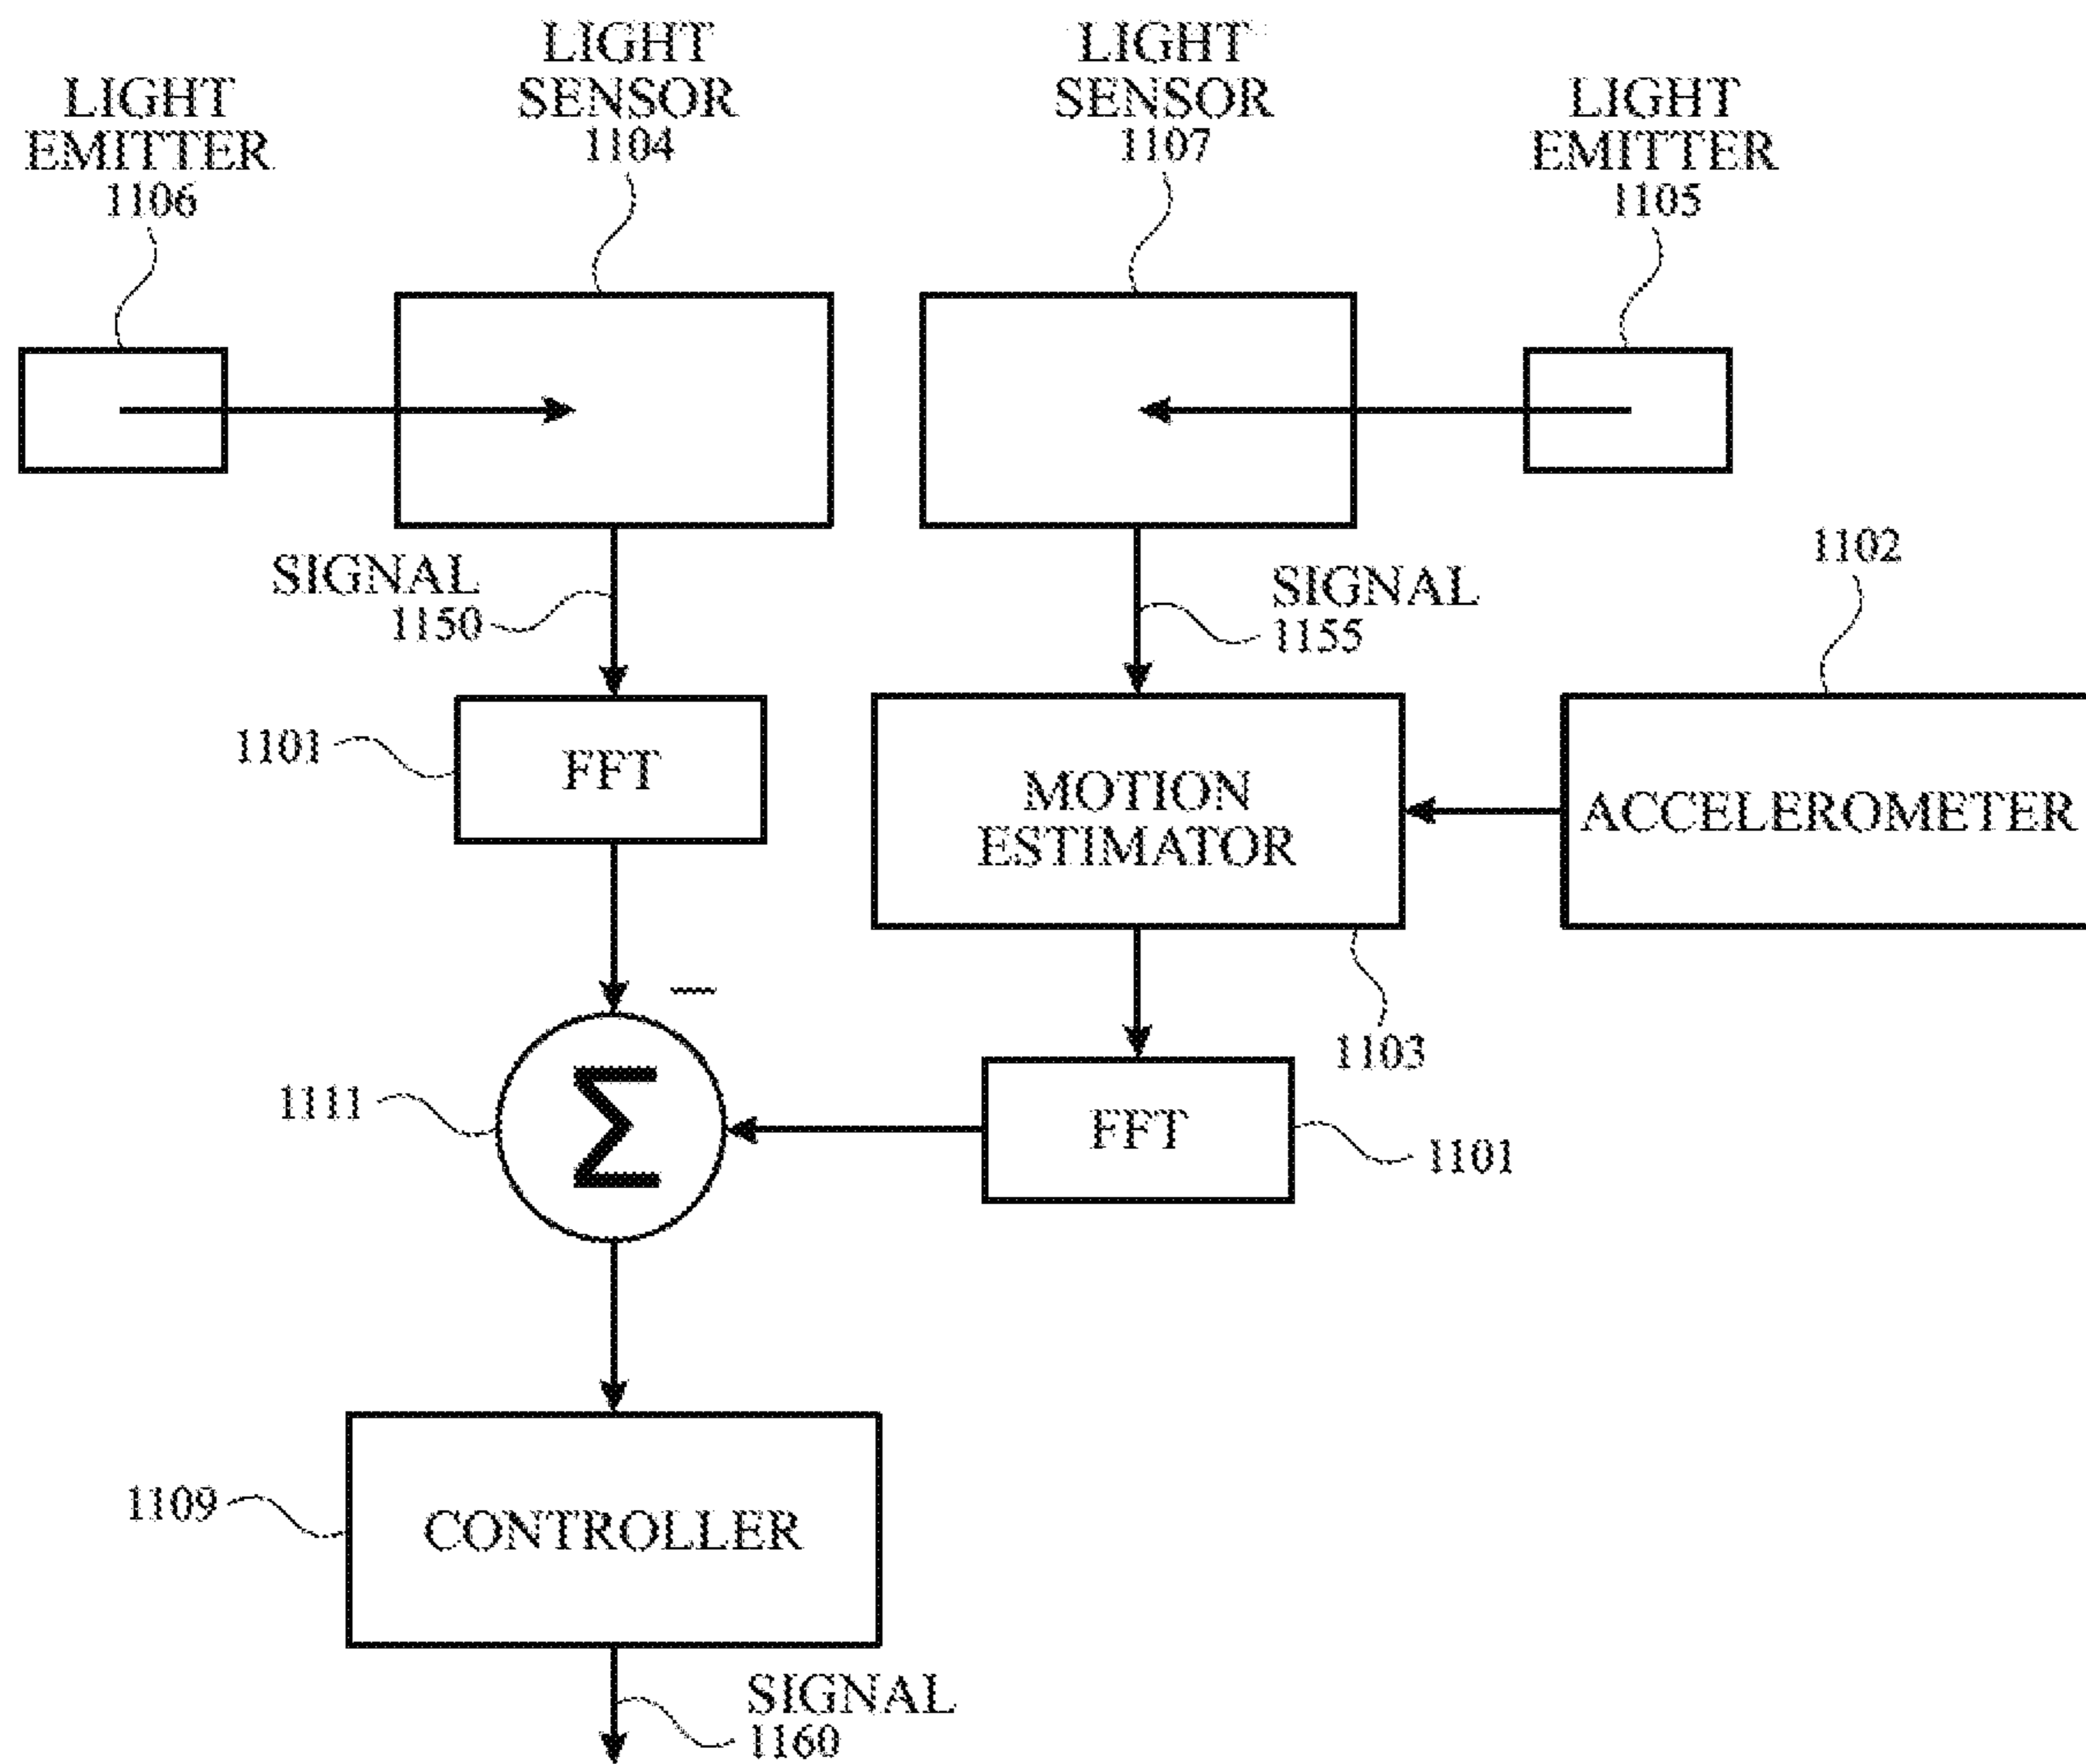 LIGHT
EMITTER
1106
LIGHT
SENSOR
1104
LIGHT
SENSOR
1107
LIGHT
EMITTER
1105
SIGNAL
1150
SIGNAL
1155
1102
1101
FFT
MOTION
ESTIMATOR
ACCELEROMETER
1103
1111
Σ
–
FFT
1101
1109
CONTROLLER
SIGNAL
1160